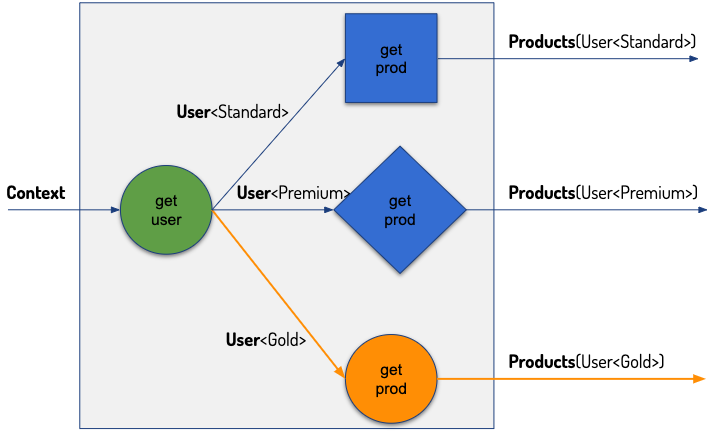 get
prod
Products(User<Standard>)
User<Standard>
Context
get
user
User<Premium>
get
prod
Products(User<Premium>)
User<Gold>
get
prod
Products(User<Gold>)